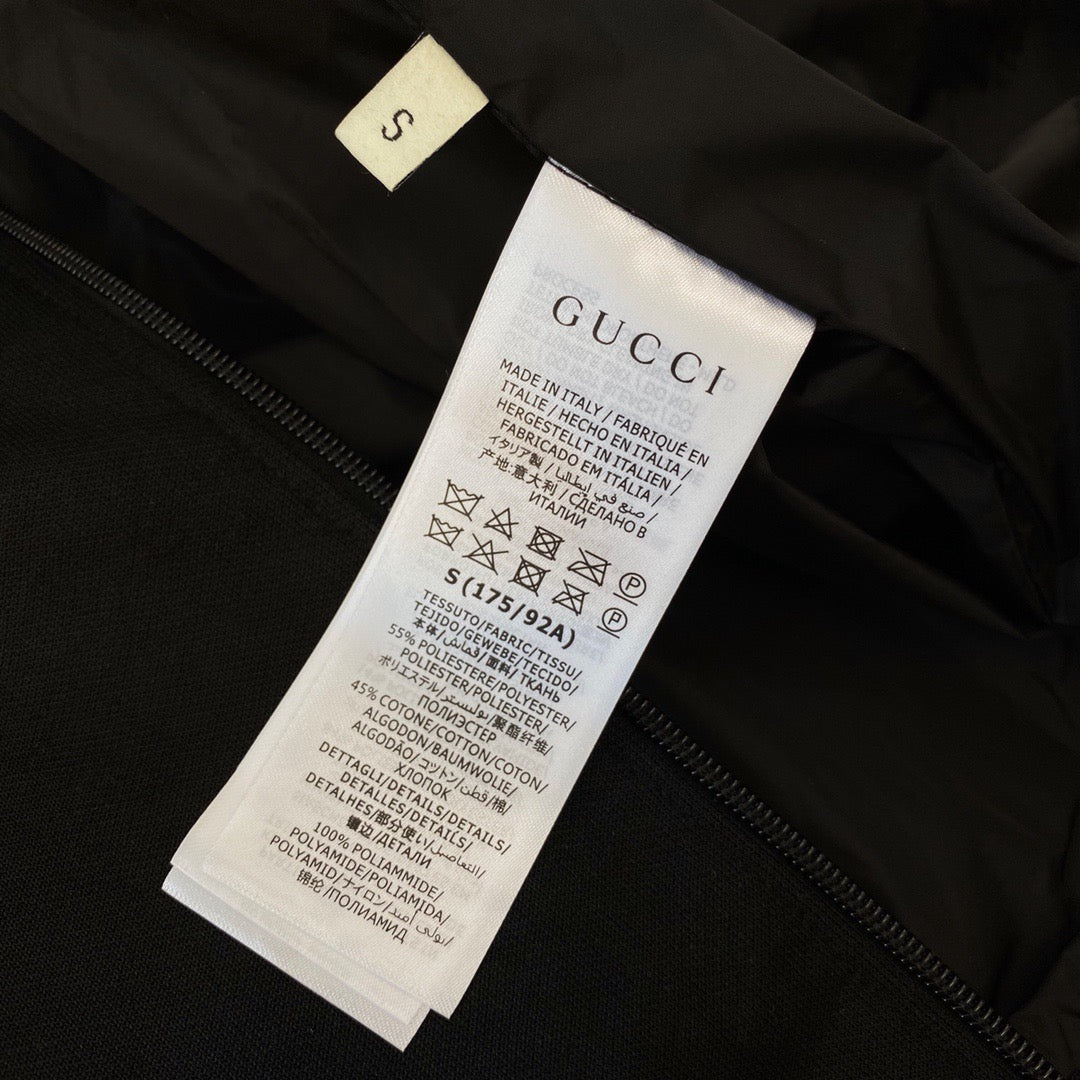 S
GUCCI
MADE IN ITALY / FABRIQUÉ EN
ITALIE / HECHO EN ITALIA /
HERGESTELLT IN ITALIEN /
FABRICADO EM ITÁLIA /
イタリア製 / صنع في إيطاليا /
产地:意大利 / СДЕЛАНО В
ИТАЛИИ
S (175/92A)
TESSUTO/FABRIC/TISSU/
TEJIDO/GEWEBE/TECIDO/
本体/قماش/面料/ТКАНЬ
55% POLIESTERE/POLYESTER/
POLIESTER/POLIESTER/
ポリエステル/بوليستر/聚酯纤维/
ПОЛИЭСТЕР
45% COTONE/COTTON/COTON/
ALGODON/BAUMWOLIE/
ALGODÃO/コットン/قطن/棉/
ХЛОПОК
DETTAGLI/DETAILS/DETAILS/
DETALLES/DETAILS/
DETALHES/部分使い/التفاصيل/
镶边/ДЕТАЛИ
100% POLIAMMIDE/
POLYAMIDE/POLIAMIDA/
POLYAMID/ナイロン/بولي أميد/
锦纶/ПОЛИАМИД